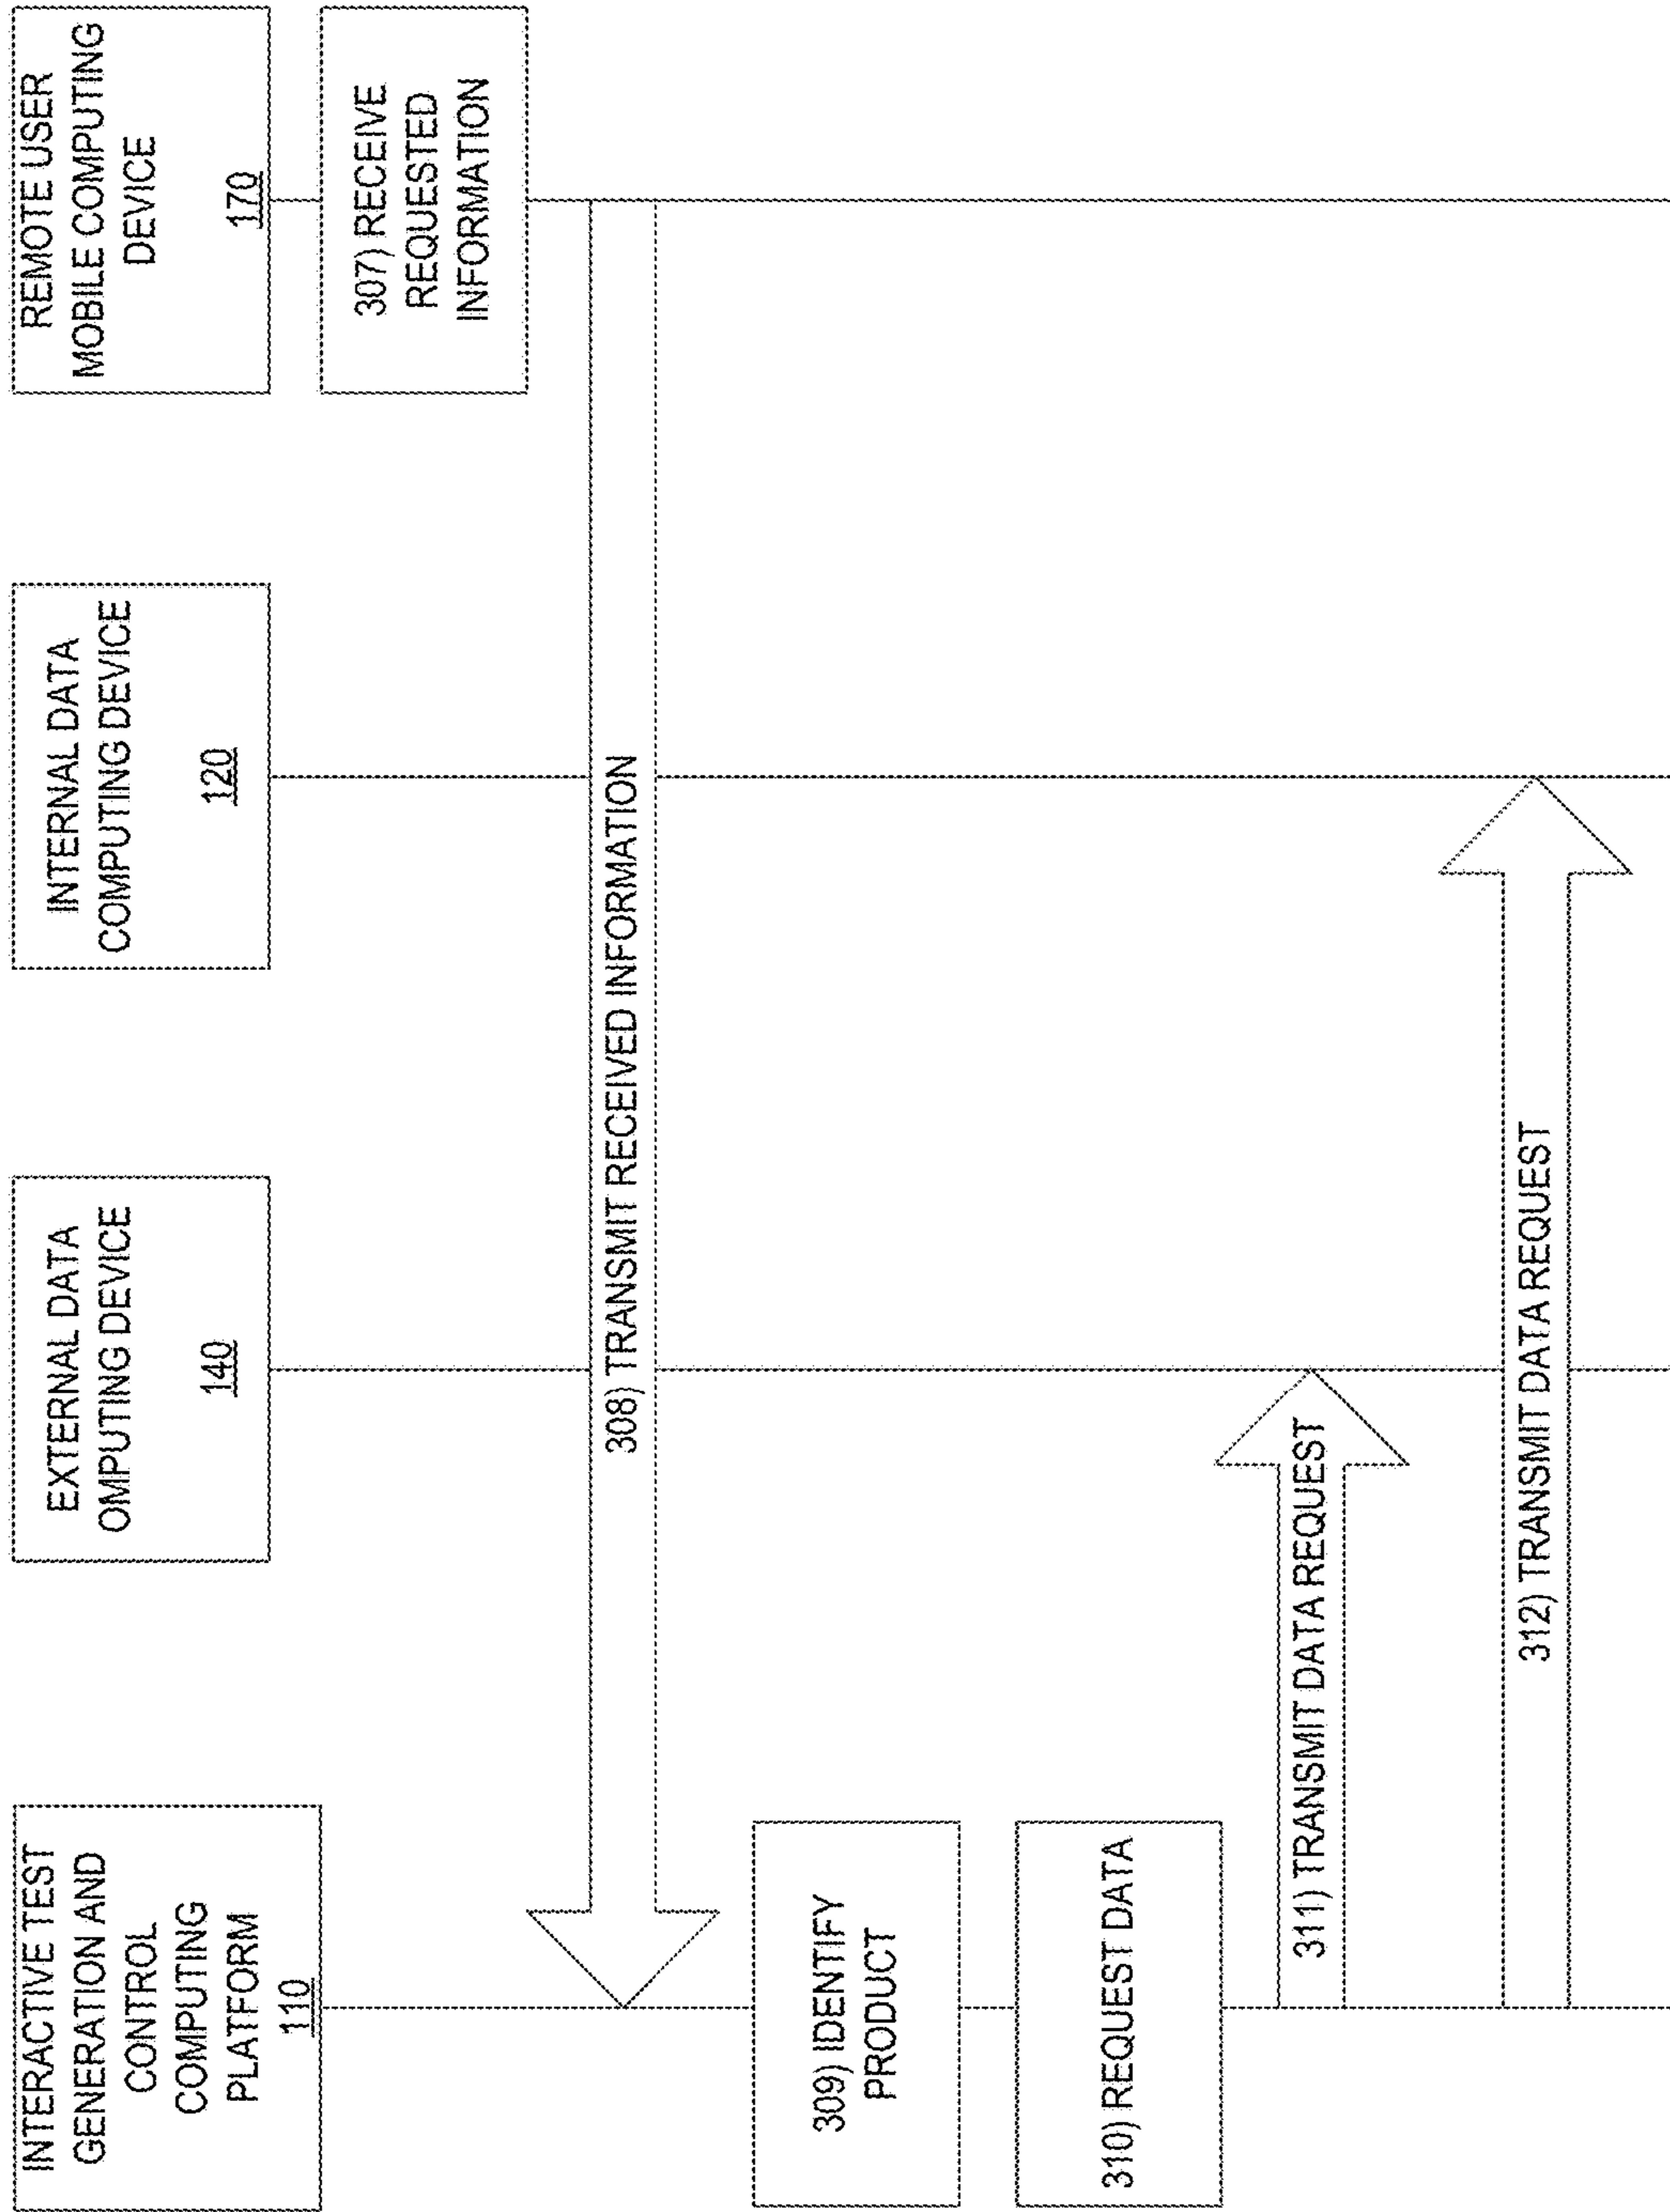 INTERACTIVE TEST
GENERATION AND
CONTROL
COMPUTING
PLATFORM
110
EXTERNAL DATA
OMPUTING DEVICE
140
INTERNAL DATA
COMPUTING DEVICE
120
REMOTE USER
MOBILE COMPUTING
DEVICE
170
307) RECEIVE
REQUESTED
INFORMATION
308) TRANSMIT RECEIVED INFORMATION
309) IDENTIFY
PRODUCT
310) REQUEST DATA
311) TRANSMIT DATA REQUEST
312) TRANSMIT DATA REQUEST